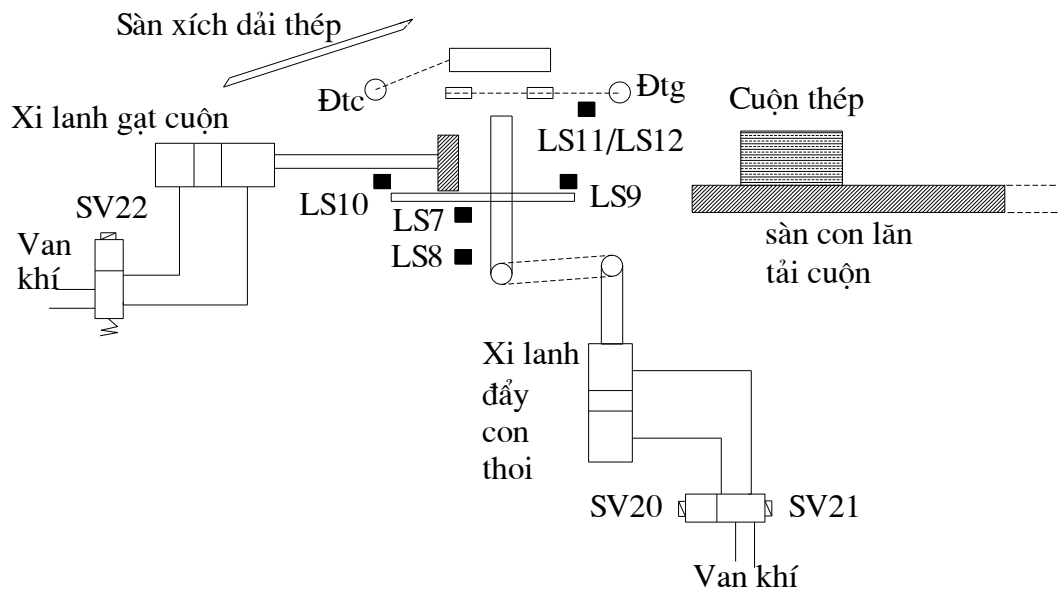 Sàn xích dải thép
Đtc
Đtg
Cuộn thép
Xi lanh gạt cuộn
LS11/LS12
LS10
LS9
SV22
LS7
Van
khí
LS8
sàn con lăn
tải cuộn
Xi lanh
đẩy
con
thoi
SV20
SV21
Van khí